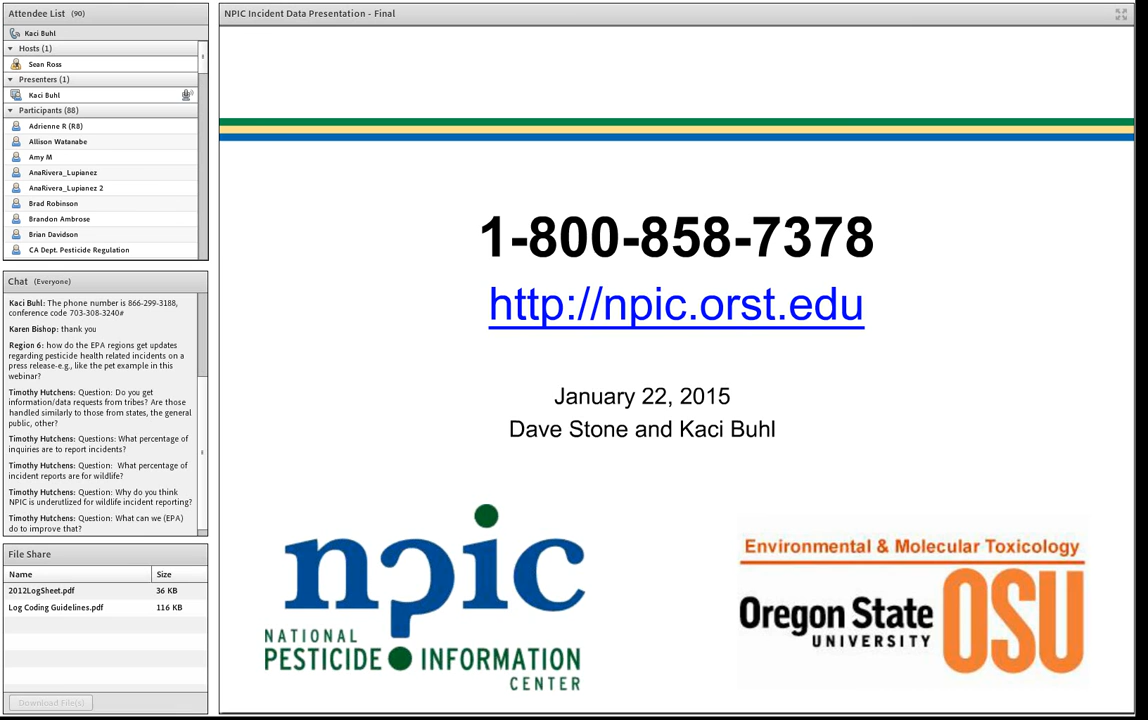 Attendee List (90)
Kaci Buhl
Hosts (1)
Sean Ross
Presenters (1)
Kaci Buhl
Participants (88)
Adrienne R (R8)
Allison Watanabe
Amy M
AnaRivera_Lupianez
AnaRivera_Lupianez 2
Brad Robinson
Brandon Ambrose
Brian Davidson
CA Dept. Pesticide Regulation
Chat (Everyone)
Kaci Buhl: The phone number is 866-299-3188,
conference code 703-308-3240#
Karen Bishop: thank you
Region 6: how do the EPA regions get updates
regarding pesticide health related incidents on a
press release-e.g., like the pet example in this
webinar?
Timothy Hutchens: Question: Do you get
information/data requests from tribes? Are those
handled similarly to those from states, the general
public, other?
Timothy Hutchens: Questions: What percentage of
inquiries are to report incidents?
Timothy Hutchens: Question: What percentage of
incident reports are for wildlife?
Timothy Hutchens: Question: Why do you think
NPIC is underutlized for wildlife incident reporting?
Timothy Hutchens: Question: What can we (EPA)
do to improve that?
File Share
Name Size
2012LogSheet.pdf 36 KB
Log Coding Guidelines.pdf 116 KB
Download File(s)
NPIC Incident Data Presentation - Final
1-800-858-7378
http://npic.orst.edu
January 22, 2015
Dave Stone and Kaci Buhl
npic
NATIONAL
PESTICIDE INFORMATION
CENTER
Environmental & Molecular Toxicology
Oregon State
UNIVERSITY
OSU